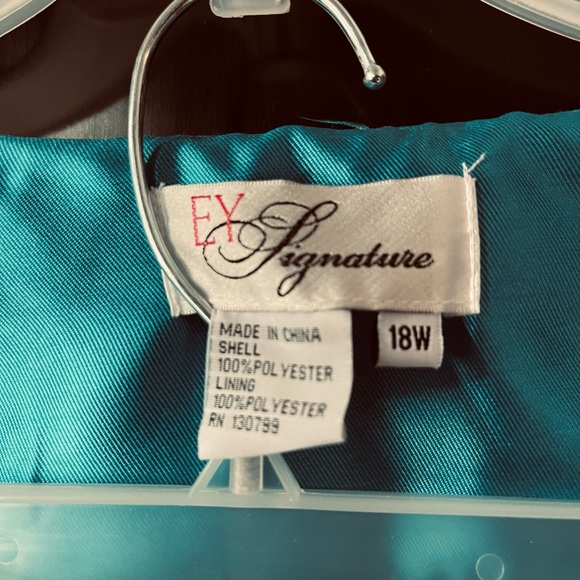 EY Signature
18W
MADE IN CHINA
SHELL
100%POLYESTER
LINING
100%POLYESTER
RN 130799